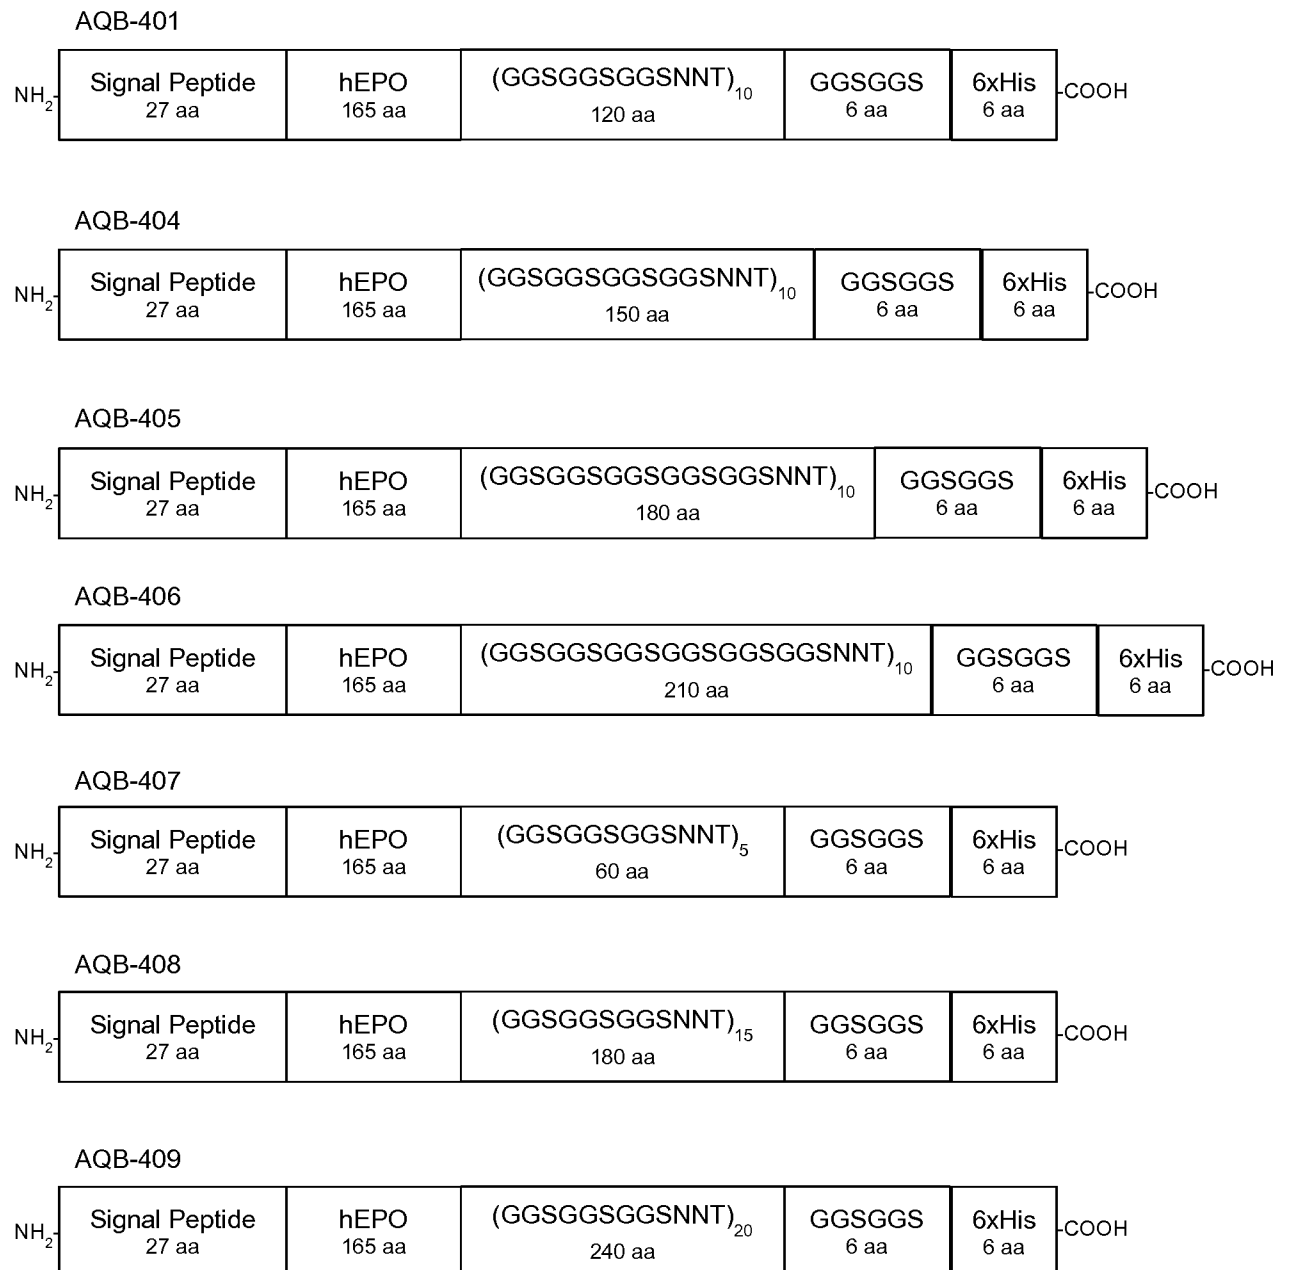 AQB-401
NH2 Signal Peptide hEPO (GGSGGSGGSNNT)10 GGSGGS 6xHis COOH
27 aa 165 aa 120 aa 6 aa 6 aa
AQB-404
NH2 Signal Peptide hEPO (GGSGGSGGSGGSNNT)10 GGSGGS 6xHis COOH
27 aa 165 aa 150 aa 6 aa 6 aa
AQB-405
NH2 Signal Peptide hEPO (GGSGGSGGSGGSGGSNNT)10 GGSGGS 6xHis COOH
27 aa 165 aa 180 aa 6 aa 6 aa
AQB-406
NH2 Signal Peptide hEPO (GGSGGSGGSGGSGGSGGSNNT)10 GGSGGS 6xHis COOH
27 aa 165 aa 210 aa 6 aa 6 aa
AQB-407
NH2 Signal Peptide hEPO (GGSGGSGGSNNT)5 GGSGGS 6xHis COOH
27 aa 165 aa 60 aa 6 aa 6 aa
AQB-408
NH2 Signal Peptide hEPO (GGSGGSGGSNNT)15 GGSGGS 6xHis COOH
27 aa 165 aa 180 aa 6 aa 6 aa
AQB-409
NH2 Signal Peptide hEPO (GGSGGSGGSNNT)20 GGSGGS 6xHis COOH
27 aa 165 aa 240 aa 6 aa 6 aa